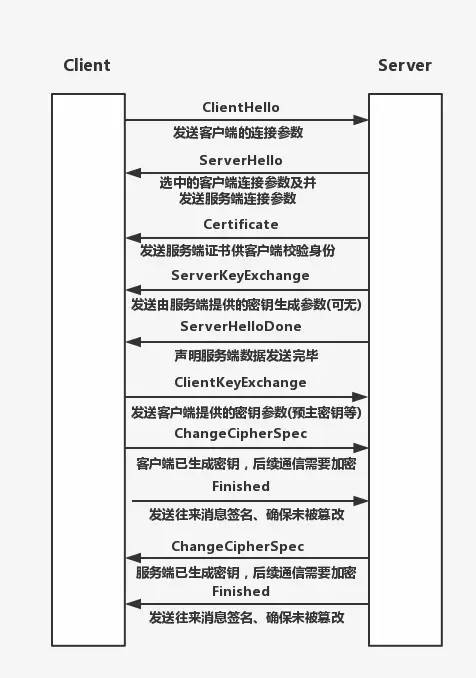 Client
Server
ClientHello
发送客户端的连接参数
ServerHello
选中的客户端连接参数及并
发送服务端连接参数
Certificate
发送服务端证书供客户端校验身份
ServerKeyExchange
发送由服务端提供的密钥生成参数(可无)
ServerHelloDone
声明服务端数据发送完毕
ClientKeyExchange
发送客户端提供的密钥参数(预主密钥等)
ChangeCipherSpec
客户端已生成密钥，后续通信需要加密
Finished
发送往来消息签名、确保未被篡改
ChangeCipherSpec
服务端已生成密钥，后续通信需要加密
Finished
发送往来消息签名、确保未被篡改